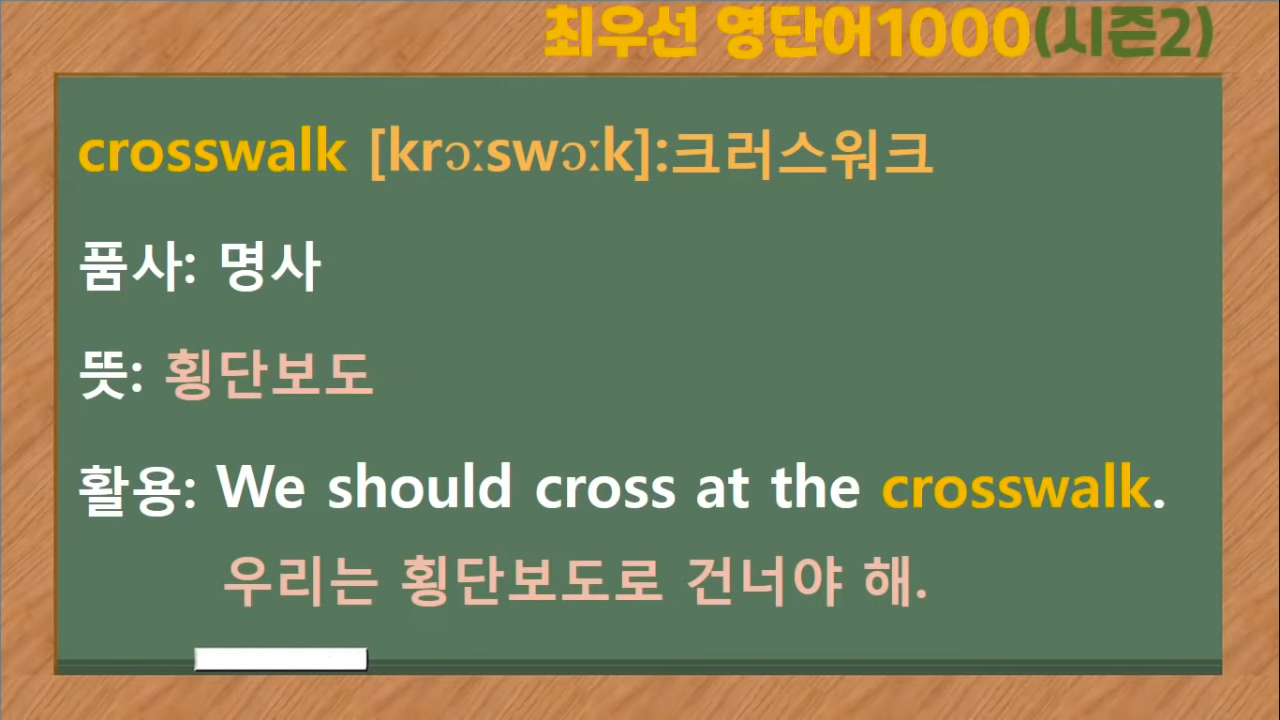 최우선 영단어1000(시즌2)
crosswalk [krɔːswɔːk]:크러스워크
품사: 명사
뜻: 횡단보도
활용: We should cross at the crosswalk.
우리는 횡단보도로 건너야 해.